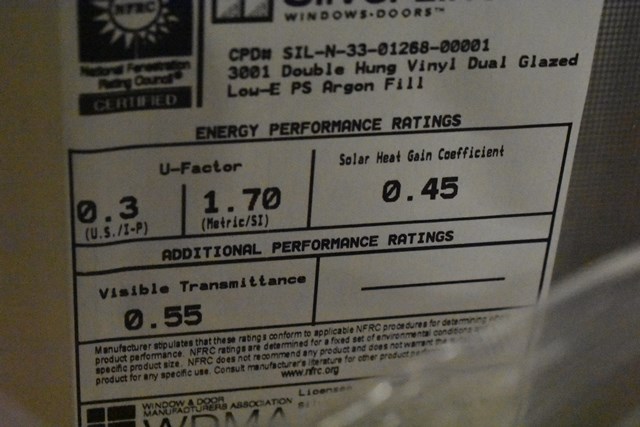 NFRC
National Fenestration
Rating Council®
CERTIFIED
WINDOWS•DOORS™
CPD# SIL-N-33-01268-00001
3001 Double Hung Vinyl Dual Glazed
Low-E PS Argon Fill
ENERGY PERFORMANCE RATINGS
U-Factor
0.3
(U.S./I-P)
1.70
(Metric/SI)
Solar Heat Gain Coefficient
0.45
ADDITIONAL PERFORMANCE RATINGS
Visible Transmittance
0.55
Manufacturer stipulates that these ratings conform to applicable NFRC procedures for determining
product performance. NFRC ratings are determined for a fixed set of environmental conditions
specific product size. NFRC does not recommend any product and does not warrant the
product for any specific use. Consult manufacturer's literature for other product
www.nfrc.org
WINDOW & DOOR
MANUFACTURERS ASSOCIATION
WDMA